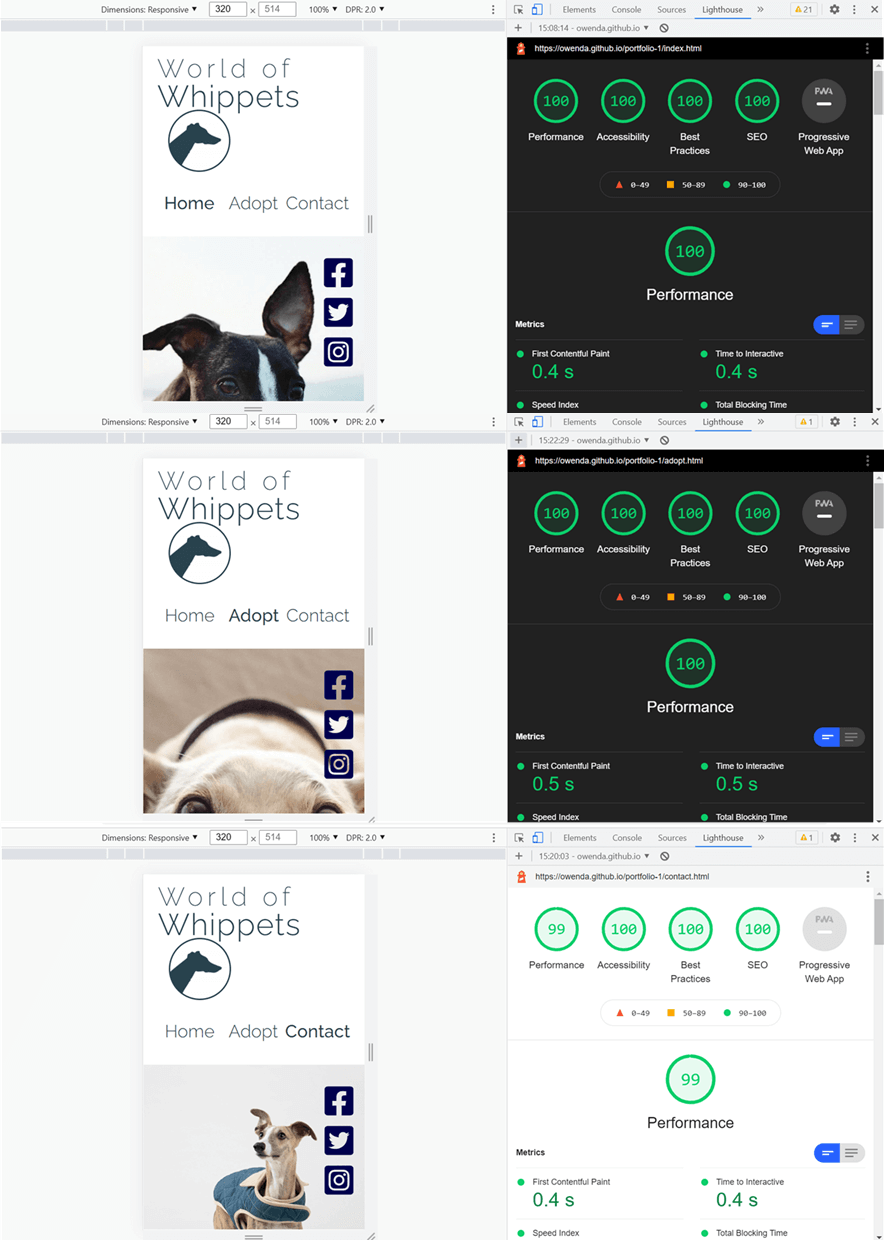 Dimensions: Responsive ▼ 320 × 514 100% ▼ DPR: 2.0 ▼
Elements Console Sources Lighthouse » 21
+ 15:08:14 - owenda.github.io ▼
https://owenda.github.io/portfolio-1/index.html
World of
Whippets
Home Adopt Contact
100 100 100 100 PWA
Performance Accessibility Best Practices SEO Progressive Web App
0–49 50–89 90–100
100
Performance
Metrics
First Contentful Paint Time to Interactive
0.4 s 0.4 s
Speed Index Total Blocking Time
Dimensions: Responsive ▼ 320 × 514 100% ▼ DPR: 2.0 ▼
Elements Console Sources Lighthouse » 1
+ 15:22:29 - owenda.github.io ▼
https://owenda.github.io/portfolio-1/adopt.html
World of
Whippets
Home Adopt Contact
100 100 100 100 PWA
Performance Accessibility Best Practices SEO Progressive Web App
0–49 50–89 90–100
100
Performance
Metrics
First Contentful Paint Time to Interactive
0.5 s 0.5 s
Speed Index Total Blocking Time
Dimensions: Responsive ▼ 320 × 514 100% ▼ DPR: 2.0 ▼
Elements Console Sources Lighthouse » 1
+ 15:20:03 - owenda.github.io ▼
https://owenda.github.io/portfolio-1/contact.html
World of
Whippets
Home Adopt Contact
99 100 100 100 PWA
Performance Accessibility Best Practices SEO Progressive Web App
0–49 50–89 90–100
99
Performance
Metrics
First Contentful Paint Time to Interactive
0.4 s 0.4 s
Speed Index Total Blocking Time